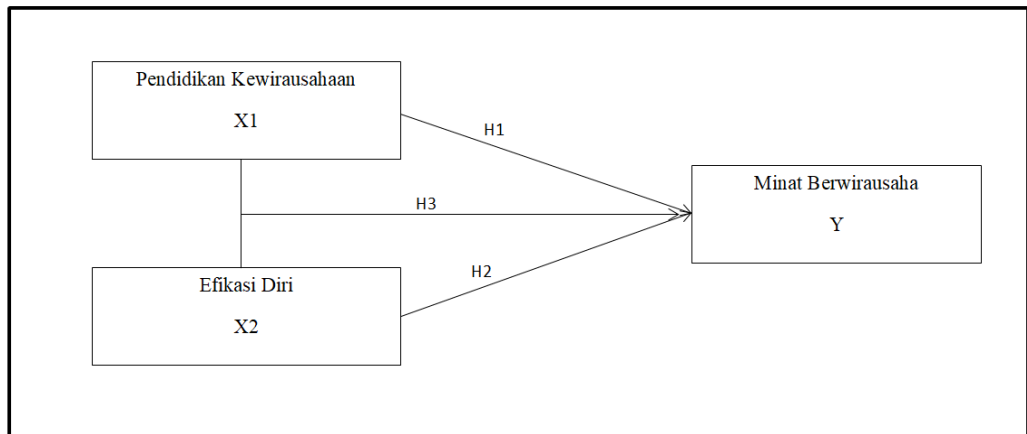 Pendidikan Kewirausahaan
X1
H1
Minat Berwirausaha
Y
H3
Efikasi Diri
X2
H2